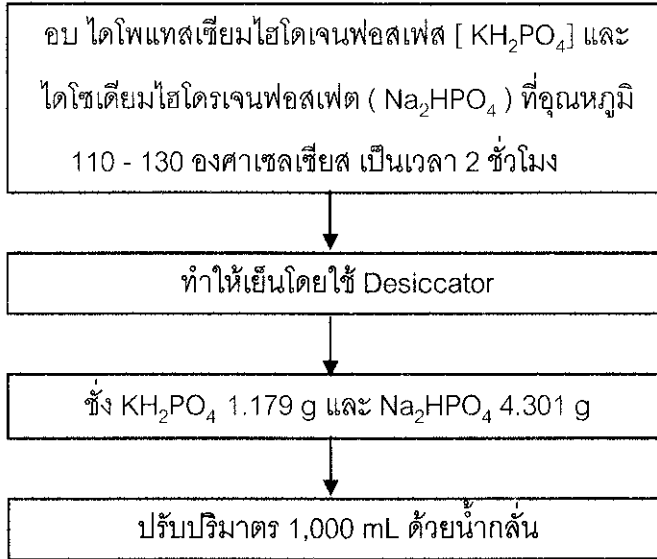 อบ ไดโพแทสเซียมไฮโดเจนฟอสเฟส [ KH₂PO₄] และ
ไดโซเดียมไฮโดรเจนฟอสเฟต ( Na₂HPO₄ ) ที่อุณหภูมิ
110 - 130 องศาเซลเซียส เป็นเวลา 2 ชั่วโมง
ทำให้เย็นโดยใช้ Desiccator
ชั่ง KH₂PO₄ 1.179 g และ Na₂HPO₄ 4.301 g
ปรับปริมาตร 1,000 mL ด้วยน้ำกลั่น